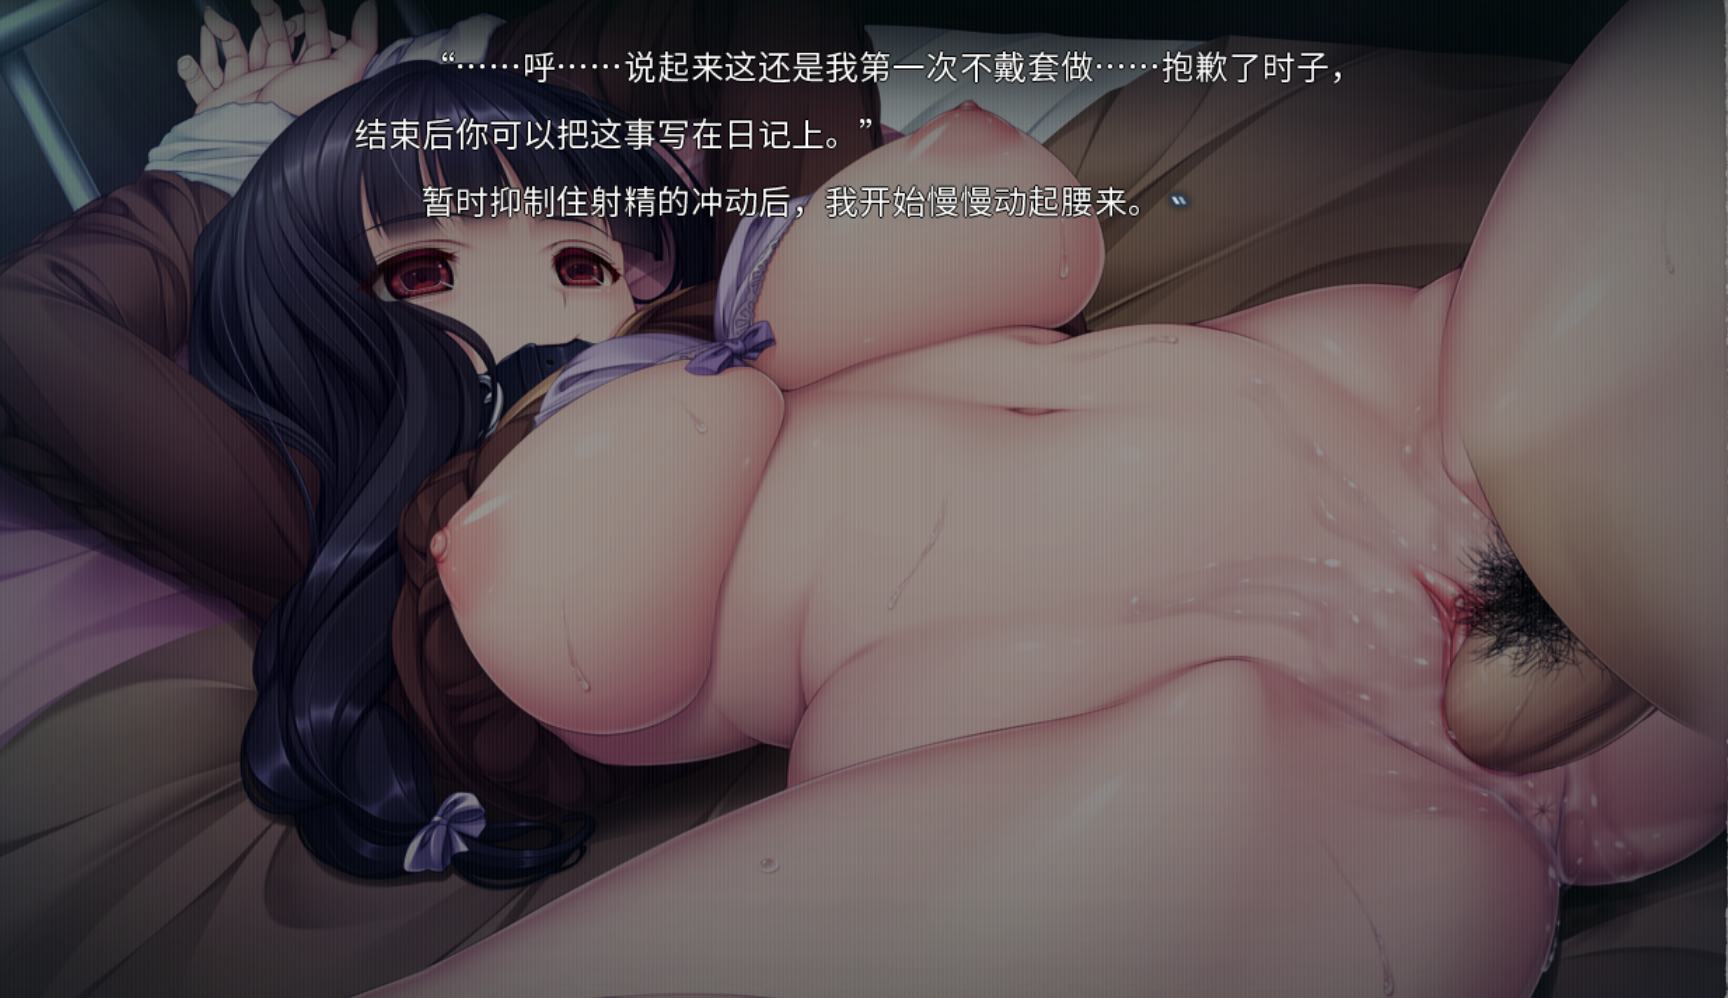 “……呼……说起来这还是我第一次不戴套做……抱歉了时子，
结束后你可以把这事写在日记上。”
暂时抑制住射精的冲动后，我开始慢慢动起腰来。